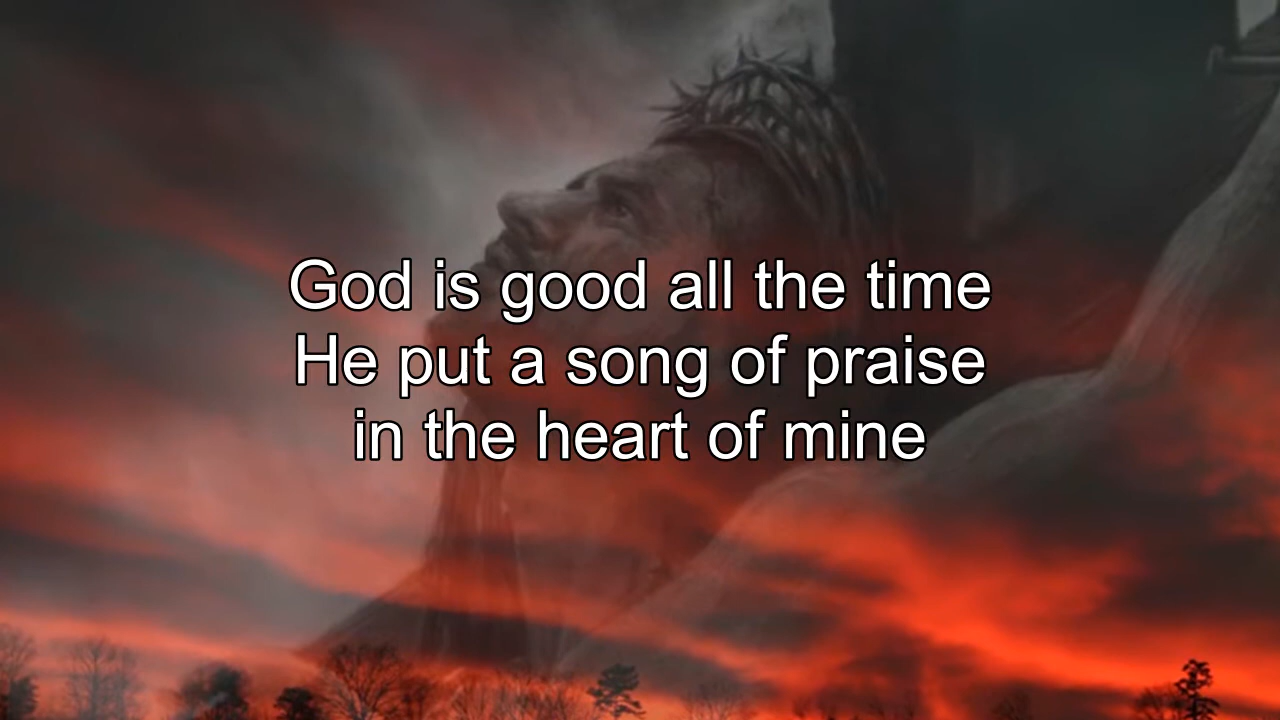 God is good all the time
He put a song of praise
in the heart of mine